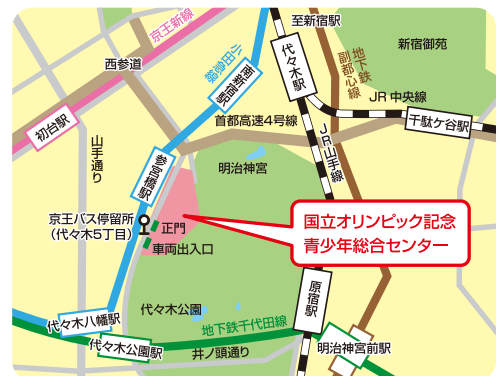 至新宿駅
京王新線
小田急線
代々木駅
地下鉄
副都心線
新宿御苑
西参道
南新宿駅
JR中央線
初台駅
首都高速4号線
千駄ケ谷駅
山手通り
参宮橋駅
明治神宮
JR山手線
京王バス停留所
(代々木5丁目)
正門
車両出入口
国立オリンピック記念
青少年総合センター
代々木公園
原宿駅
代々木八幡駅
地下鉄千代田線
代々木公園駅
井ノ頭通り
明治神宮前駅